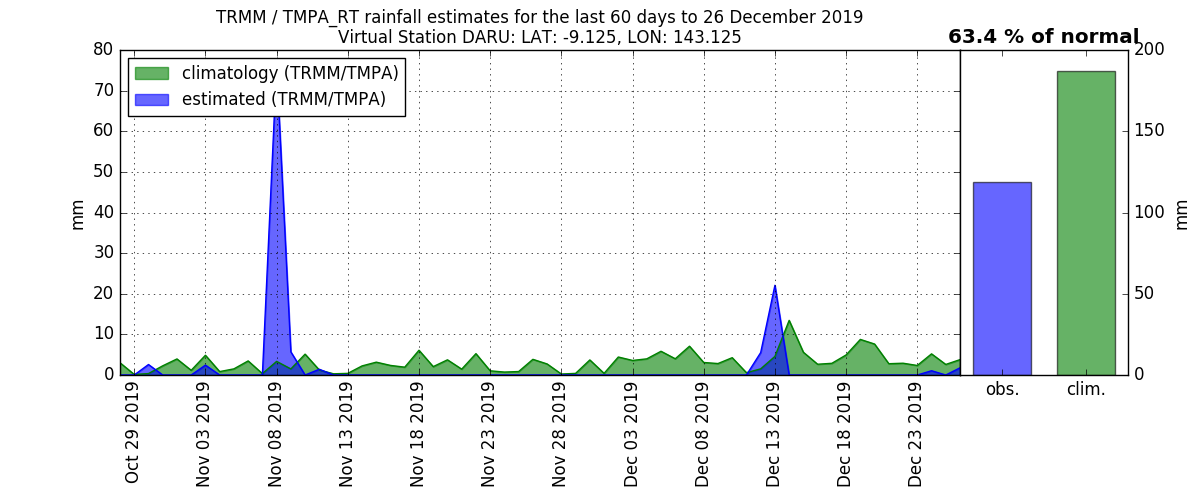 TRMM / TMPA_RT rainfall estimates for the last 60 days to 26 December 2019
Virtual Station DARU: LAT: -9.125, LON: 143.125
63.4 % of normal
climatology (TRMM/TMPA)
estimated (TRMM/TMPA)
80
70
60
50
40
30
20
10
0
mm
Oct 29 2019
Nov 03 2019
Nov 08 2019
Nov 13 2019
Nov 18 2019
Nov 23 2019
Nov 28 2019
Dec 03 2019
Dec 08 2019
Dec 13 2019
Dec 18 2019
Dec 23 2019
obs.
clim.
200
150
100
50
0
mm